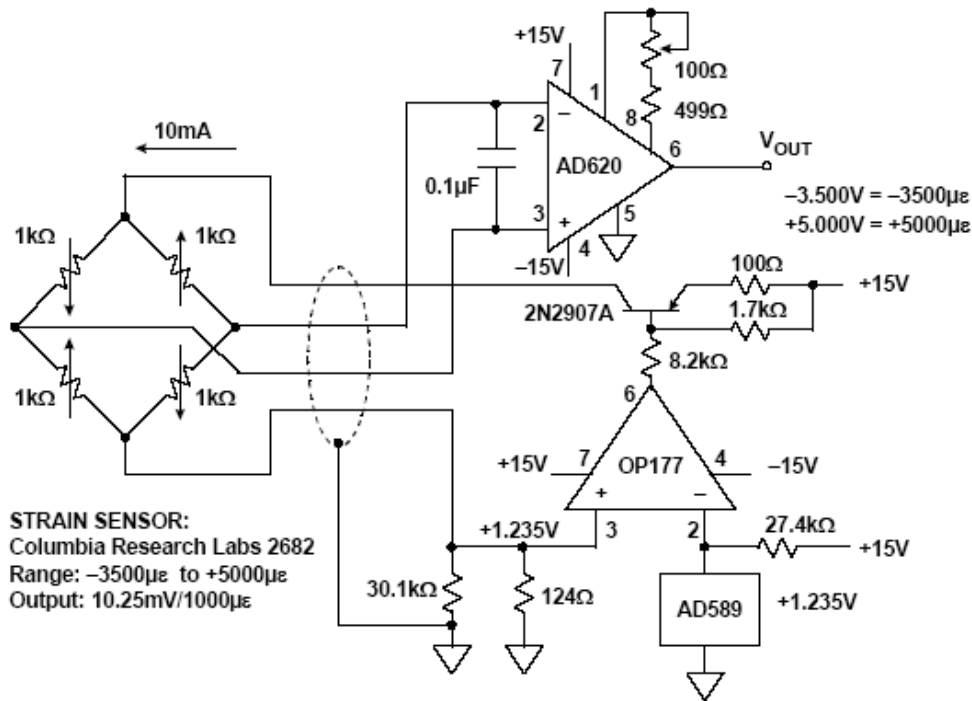 +15V
7
1
100Ω
499Ω
8
2
−
6
V_OUT
10mA
0.1μF
AD620
–3.500V = –3500με
+5.000V = +5000με
3
+
5
4
–15V
1kΩ
1kΩ
100Ω
+15V
2N2907A
1.7kΩ
8.2kΩ
1kΩ
1kΩ
6
+15V
7
OP177
4
–15V
+
−
STRAIN SENSOR:
Columbia Research Labs 2682
Range: –3500με to +5000με
Output: 10.25mV/1000με
+1.235V
3
2
27.4kΩ
+15V
30.1kΩ
124Ω
AD589
+1.235V